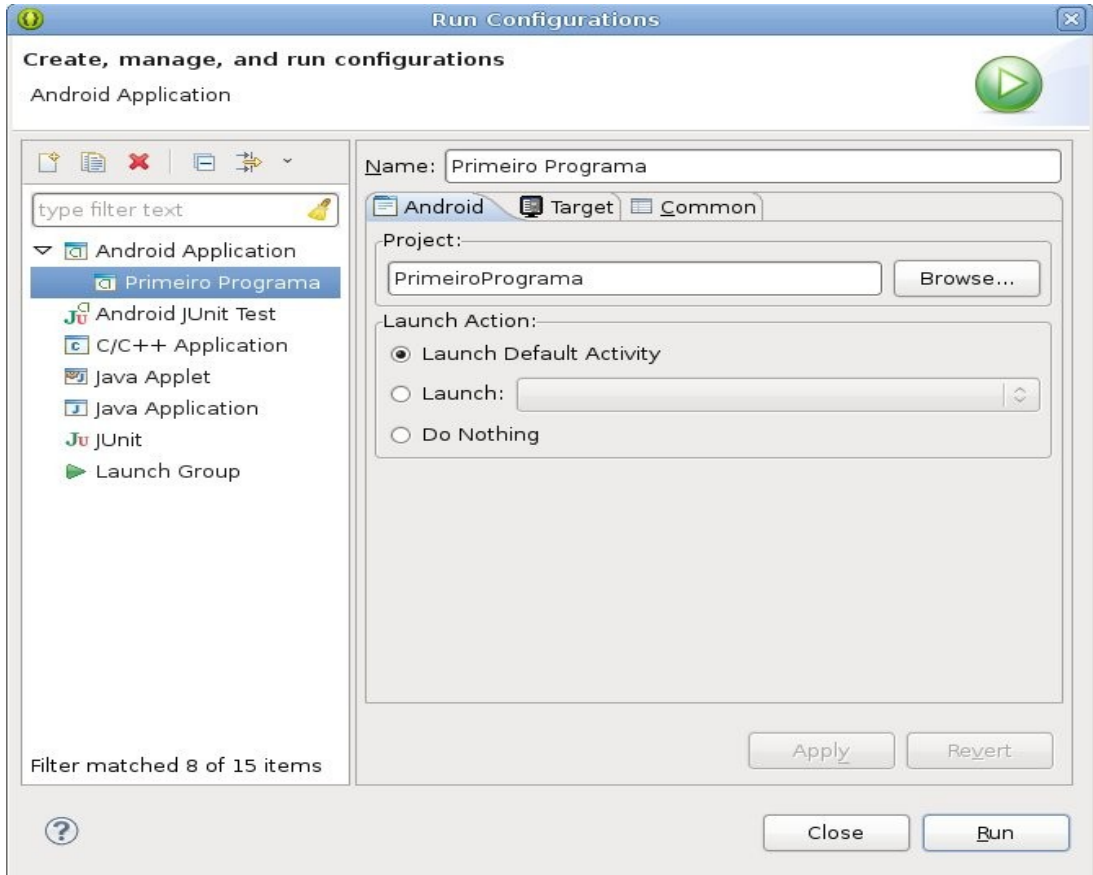 Run Configurations
Create, manage, and run configurations
Android Application
type filter text
Android Application
Primeiro Programa
Android JUnit Test
C/C++ Application
Java Applet
Java Application
JUnit
Launch Group
Filter matched 8 of 15 items
Name: Primeiro Programa
Android Target Common
Project:
PrimeiroPrograma Browse...
Launch Action:
Launch Default Activity
Launch:
Do Nothing
Apply Revert
Close Run